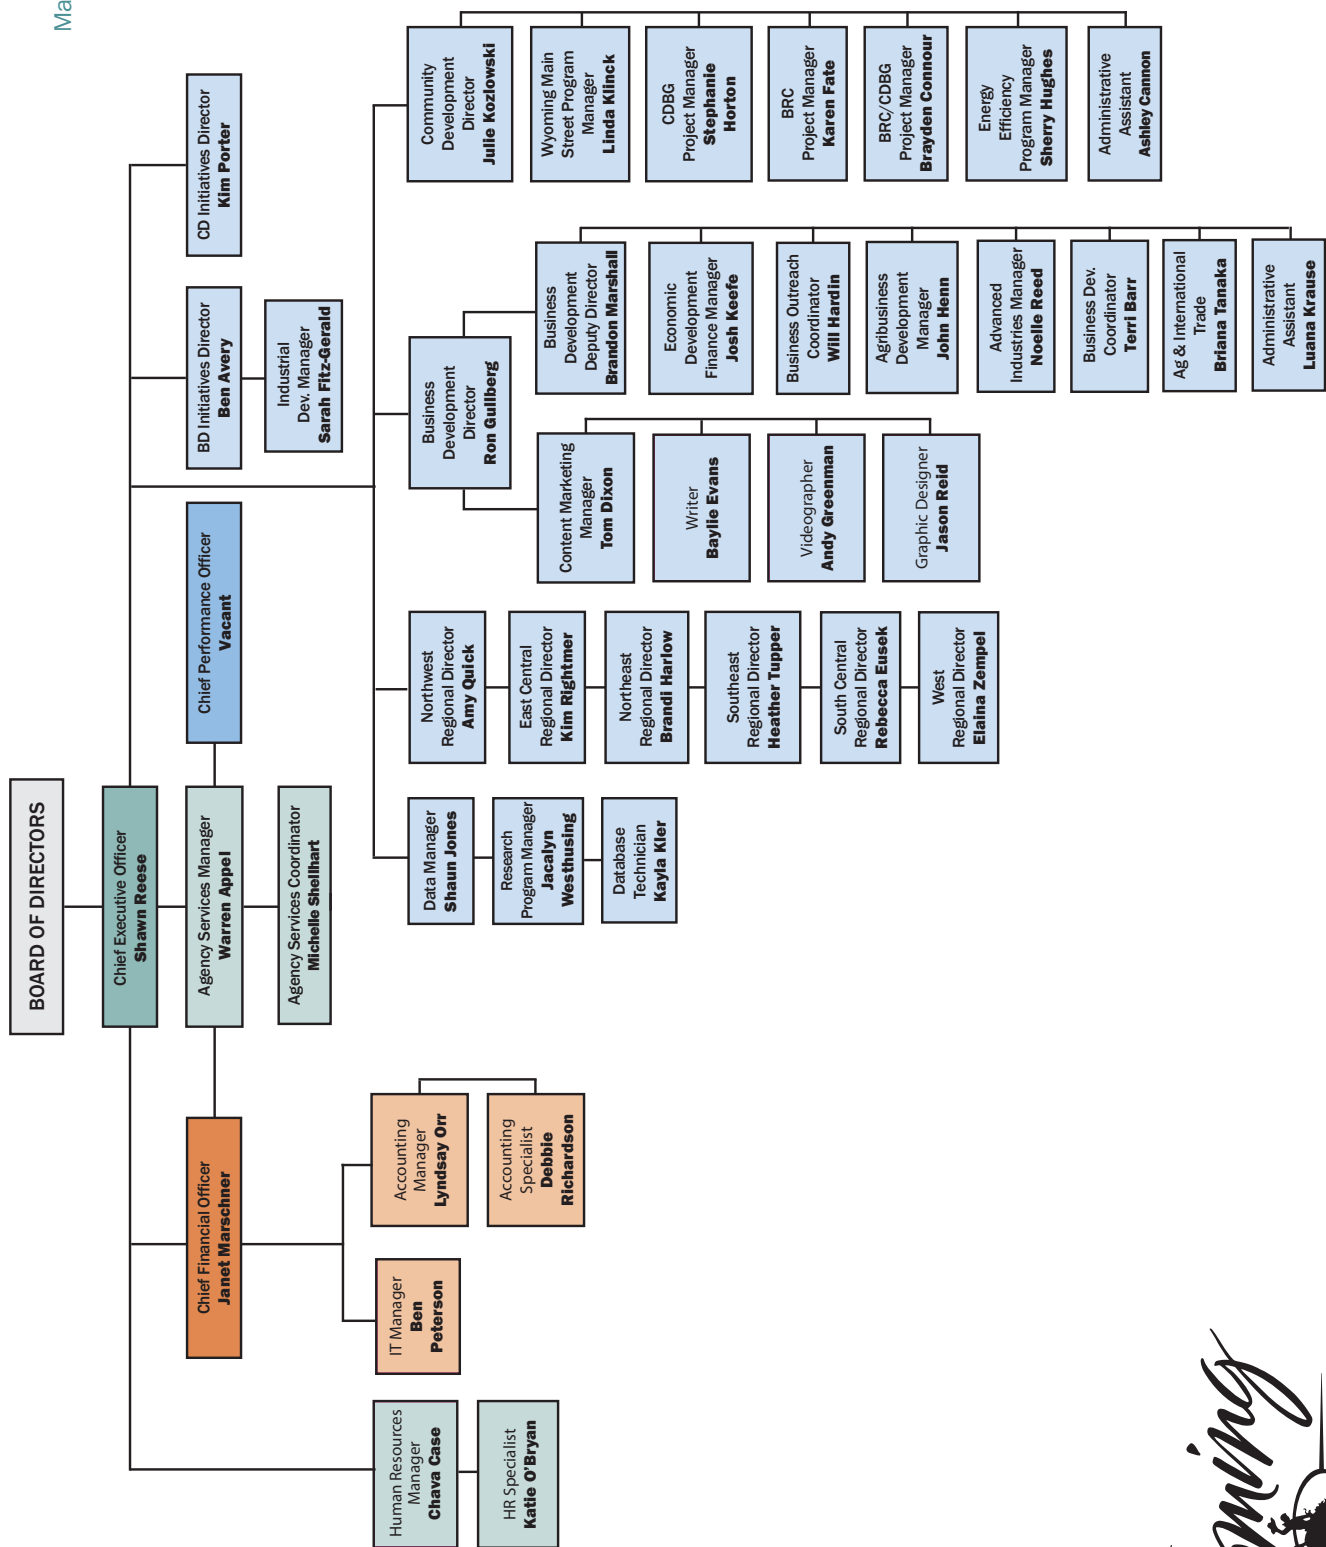 Ma
BOARD OF DIRECTORS
Chief Executive Officer
Shawn Reese
Agency Services Manager
Warren Appel
Agency Services Coordinator
Michelle Shellhart
Chief Financial Officer
Janet Marschner
Chief Performance Officer
Vacant
BD Initiatives Director
Ben Avery
Industrial
Dev. Manager
Sarah Fitz-Gerald
CD Initiatives Director
Kim Porter
Human Resources
Manager
Chava Case
HR Specialist
Katie O'Bryan
IT Manager
Ben
Peterson
Accounting
Manager
Lyndsay Orr
Accounting
Specialist
Debbie
Richardson
Data Manager
Shaun Jones
Research
Program Manager
Jacalyn
Westhusing
Database
Technician
Kayla Kler
Northwest
Regional Director
Amy Quick
East Central
Regional Director
Kim Rightmer
Northeast
Regional Director
Brandi Harlow
Southeast
Regional Director
Heather Tupper
South Central
Regional Director
Rebecca Eusek
West
Regional Director
Elaina Zempel
Business
Development
Director
Ron Gullberg
Content Marketing
Manager
Tom Dixon
Writer
Baylie Evans
Videographer
Andy Greenman
Graphic Designer
Jason Reid
Business
Development
Deputy Director
Brandon Marshall
Economic
Development
Finance Manager
Josh Keefe
Business Outreach
Coordinator
Will Hardin
Agribusiness
Development
Manager
John Henn
Advanced
Industries Manager
Noelle Reed
Business Dev.
Coordinator
Terri Barr
Ag & International
Trade
Briana Tanaka
Administrative
Assistant
Luana Krause
Community
Development
Director
Julie Kozlowski
Wyoming Main
Street Program
Manager
Linda Klinck
CDBG
Project Manager
Stephanie
Horton
BRC
Project Manager
Karen Fate
BRC/CDBG
Project Manager
Brayden Connour
Energy
Efficiency
Program Manager
Sherry Hughes
Administrative
Assistant
Ashley Cannon
ming